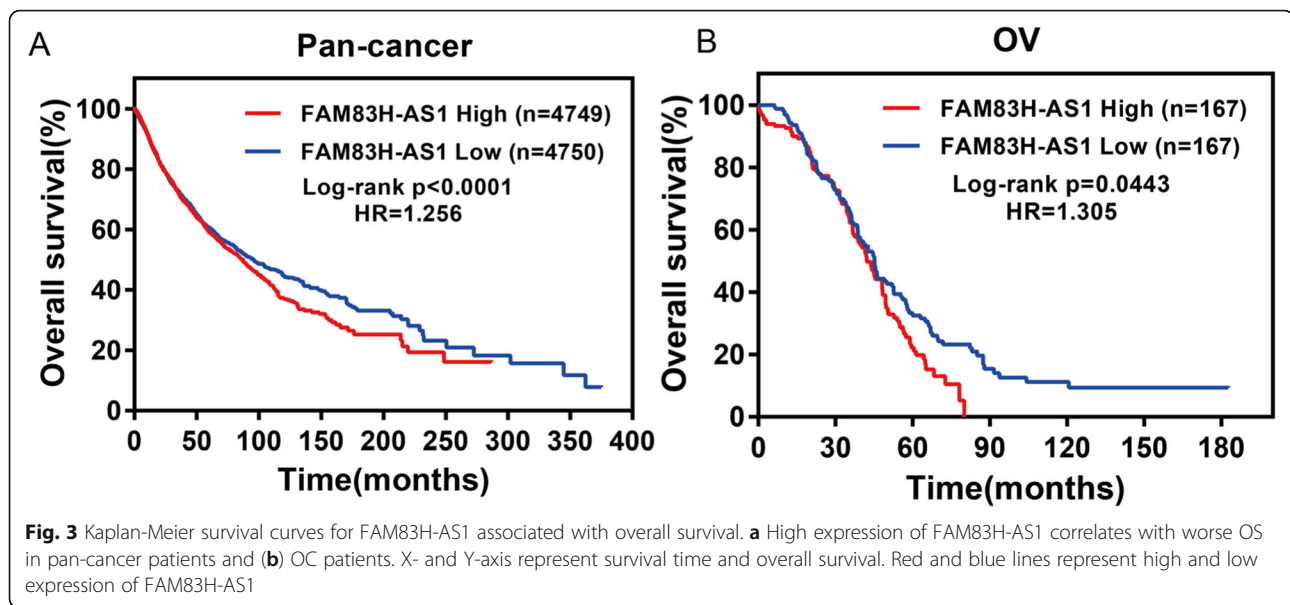 A
Pan-cancer
Overall survival(%)
100
80
60
40
20
0
FAM83H-AS1 High (n=4749)
FAM83H-AS1 Low (n=4750)
Log-rank p<0.0001
HR=1.256
0 50 100 150 200 250 300 350 400
Time(months)
B
OV
Overall survival(%)
100
80
60
40
20
0
FAM83H-AS1 High (n=167)
FAM83H-AS1 Low (n=167)
Log-rank p=0.0443
HR=1.305
0 30 60 90 120 150 180
Time(months)
Fig. 3 Kaplan-Meier survival curves for FAM83H-AS1 associated with overall survival. a High expression of FAM83H-AS1 correlates with worse OS
in pan-cancer patients and (b) OC patients. X- and Y-axis represent survival time and overall survival. Red and blue lines represent high and low
expression of FAM83H-AS1